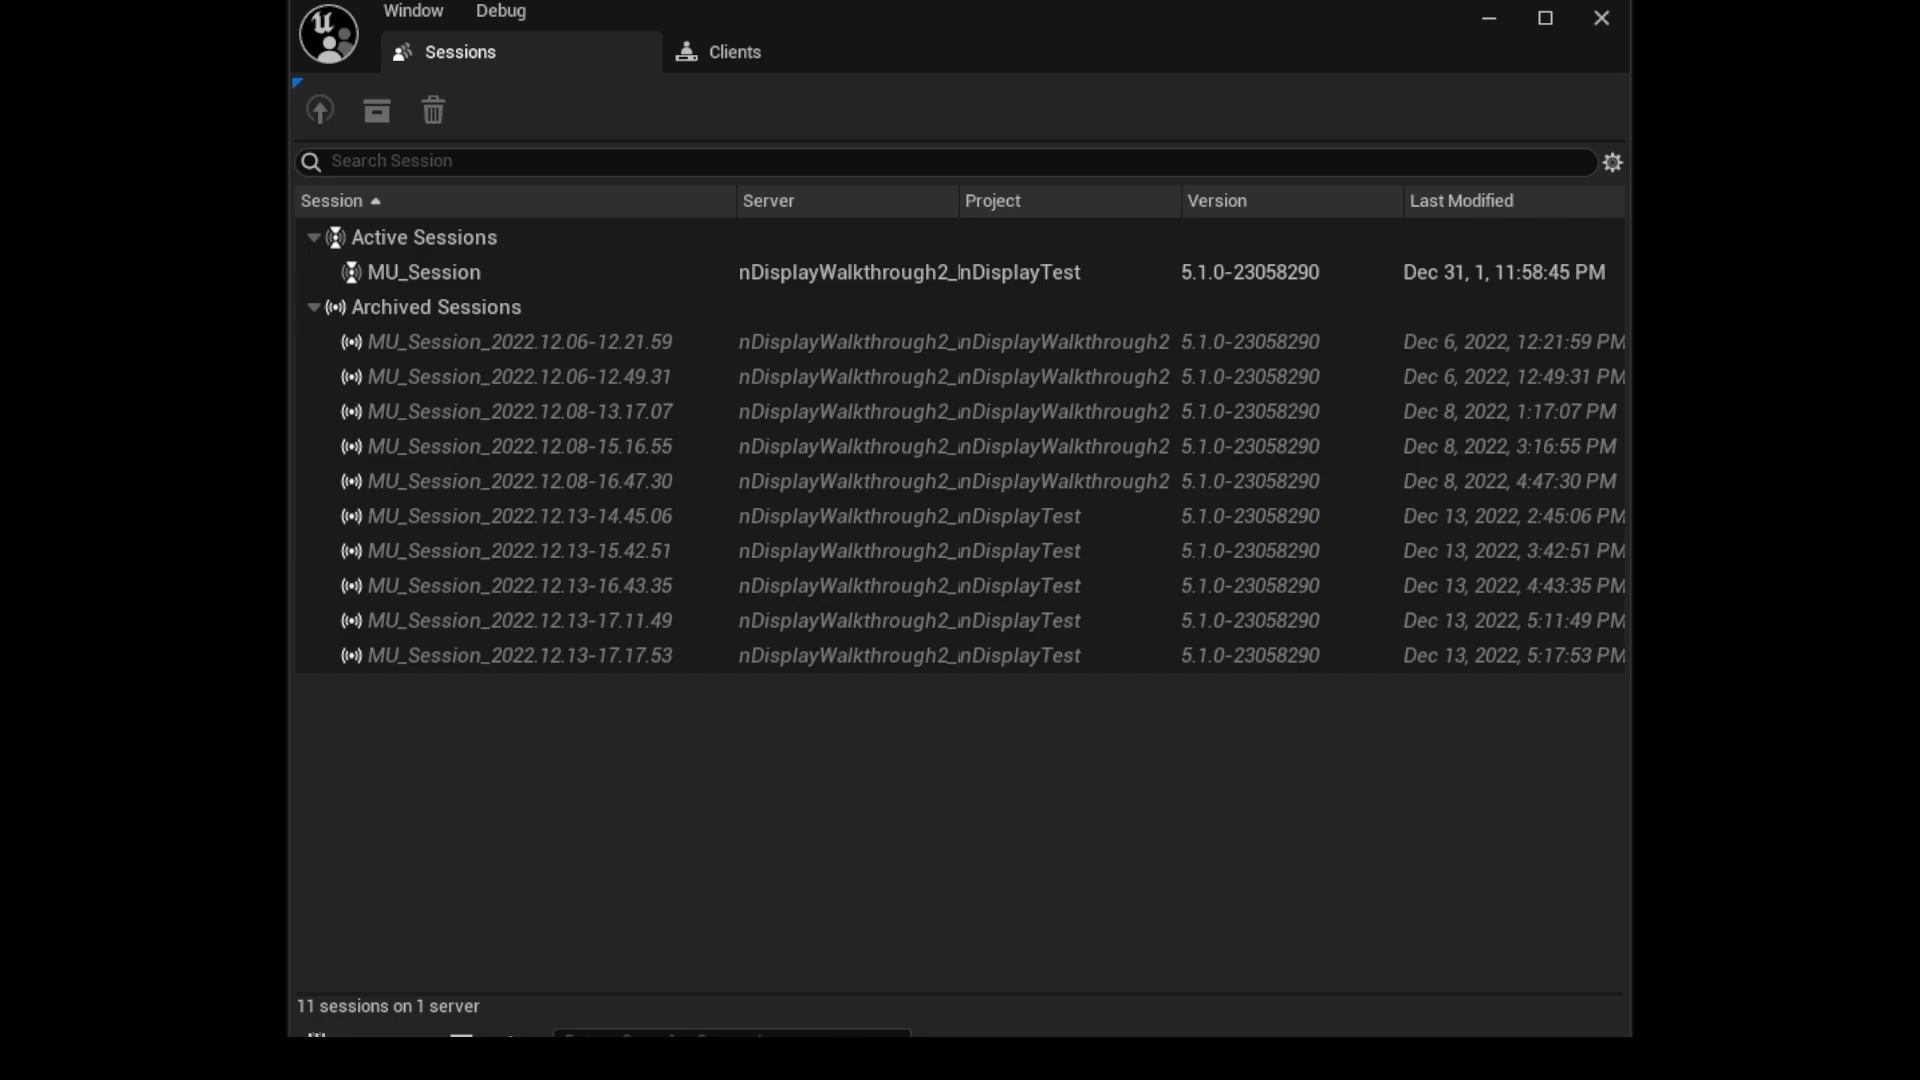 Window Debug
Sessions Clients
Search Session
Session Server Project Version Last Modified
Active Sessions
MU_Session nDisplayWalkthrough2_ nDisplayTest 5.1.0-23058290 Dec 31, 1, 11:58:45 PM
Archived Sessions
MU_Session_2022.12.06-12.21.59 nDisplayWalkthrough2_ nDisplayWalkthrough2 5.1.0-23058290 Dec 6, 2022, 12:21:59 PM
MU_Session_2022.12.06-12.49.31 nDisplayWalkthrough2_ nDisplayWalkthrough2 5.1.0-23058290 Dec 6, 2022, 12:49:31 PM
MU_Session_2022.12.08-13.17.07 nDisplayWalkthrough2_ nDisplayWalkthrough2 5.1.0-23058290 Dec 8, 2022, 1:17:07 PM
MU_Session_2022.12.08-15.16.55 nDisplayWalkthrough2_ nDisplayWalkthrough2 5.1.0-23058290 Dec 8, 2022, 3:16:55 PM
MU_Session_2022.12.08-16.47.30 nDisplayWalkthrough2_ nDisplayWalkthrough2 5.1.0-23058290 Dec 8, 2022, 4:47:30 PM
MU_Session_2022.12.13-14.45.06 nDisplayWalkthrough2_ nDisplayTest 5.1.0-23058290 Dec 13, 2022, 2:45:06 PM
MU_Session_2022.12.13-15.42.51 nDisplayWalkthrough2_ nDisplayTest 5.1.0-23058290 Dec 13, 2022, 3:42:51 PM
MU_Session_2022.12.13-16.43.35 nDisplayWalkthrough2_ nDisplayTest 5.1.0-23058290 Dec 13, 2022, 4:43:35 PM
MU_Session_2022.12.13-17.11.49 nDisplayWalkthrough2_ nDisplayTest 5.1.0-23058290 Dec 13, 2022, 5:11:49 PM
MU_Session_2022.12.13-17.17.53 nDisplayWalkthrough2_ nDisplayTest 5.1.0-23058290 Dec 13, 2022, 5:17:53 PM
11 sessions on 1 server